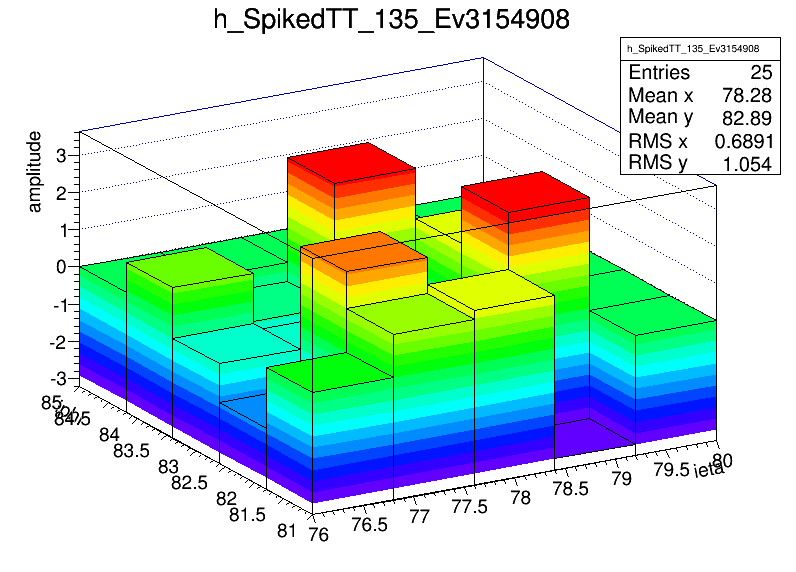 h_SpikedTT_135_Ev3154908
h_SpikedTT_135_Ev3154908
Entries 25
Mean x 78.28
Mean y 82.89
RMS x 0.6891
RMS y 1.054
amplitude
3
2
1
0
-1
-2
-3
85
84.5
84
83.5
83
82.5
82
81.5
81
76
76.5
77
77.5
78
78.5
79
79.5
80
ieta